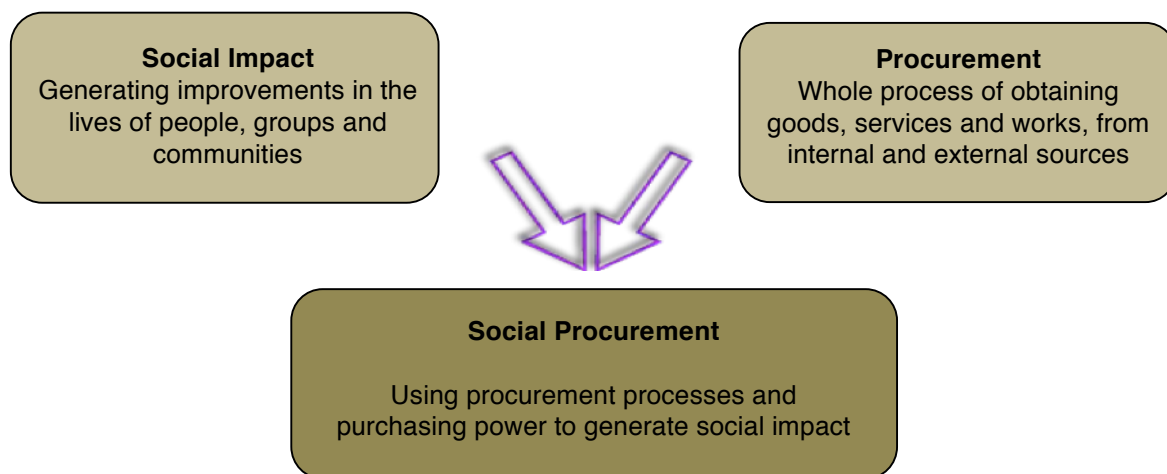 Social Impact
Generating improvements in the
lives of people, groups and
communities
Procurement
Whole process of obtaining
goods, services and works, from
internal and external sources
Social Procurement
Using procurement processes and
purchasing power to generate social impact